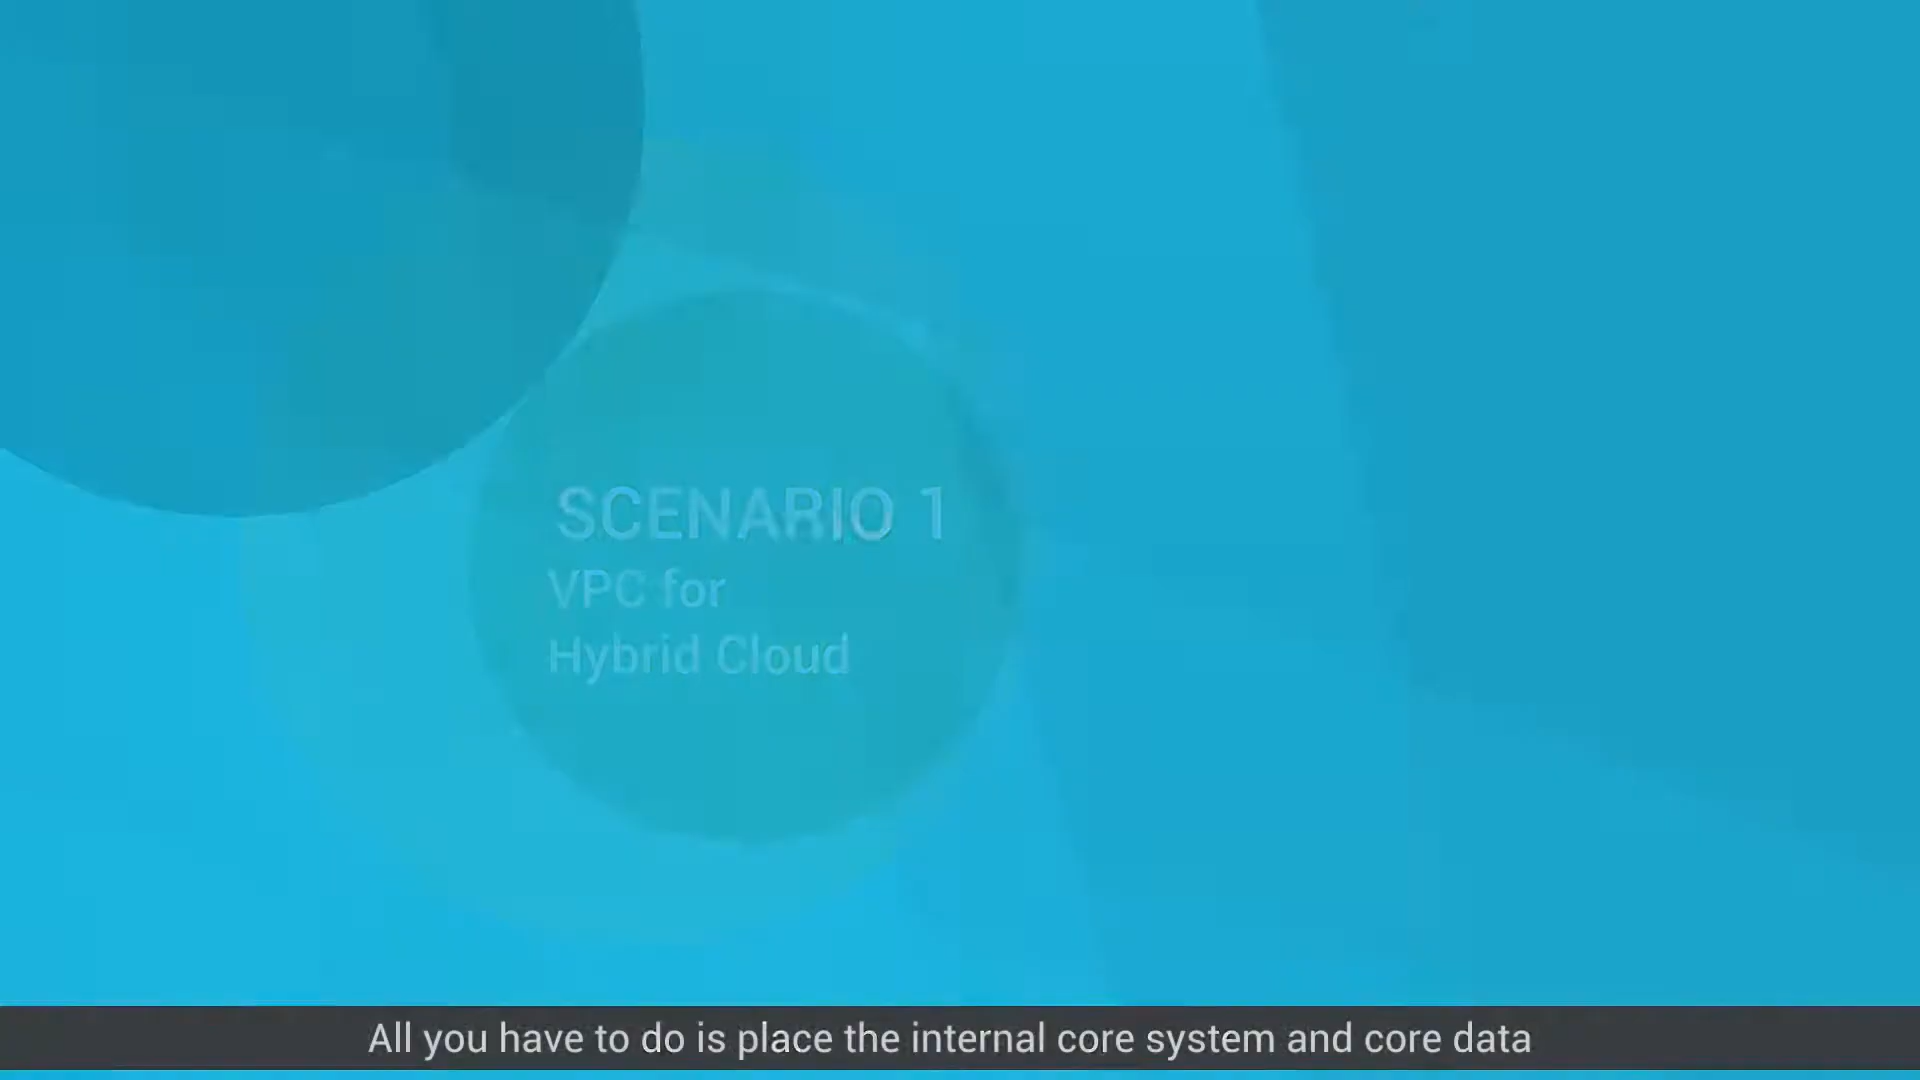 SCENARIO 1
VPC for
Hybrid Cloud
All you have to do is place the internal core system and core data